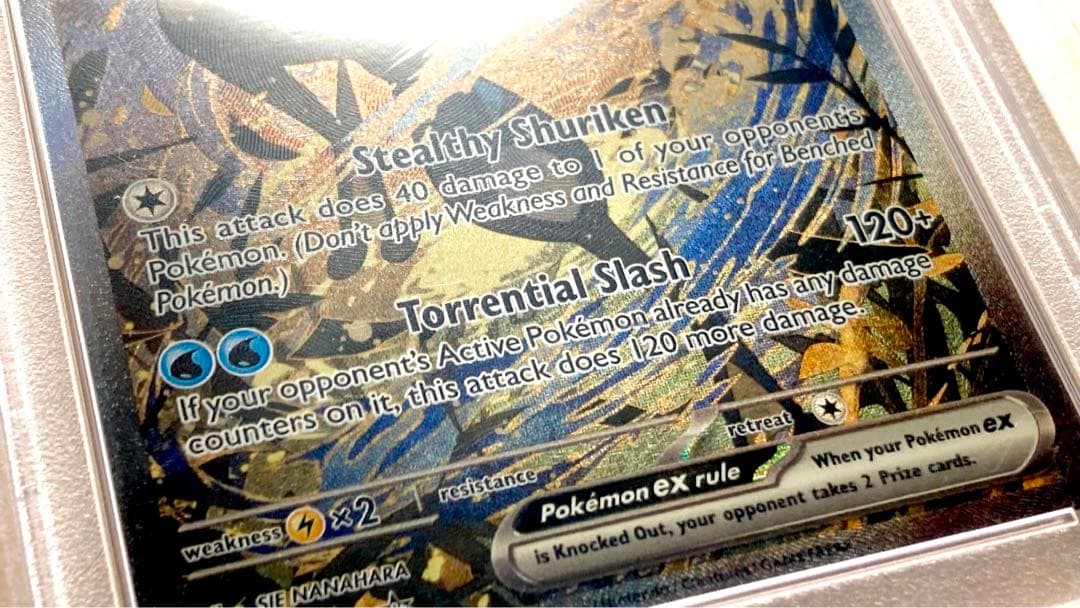 Stealthy Shuriken
This attack does 40 damage to 1 of your opponent's
Pokémon. (Don't apply Weakness and Resistance for Benched
Pokémon.)
Torrential Slash 120+
If your opponent's Active Pokémon already has any damage
counters on it, this attack does 120 more damage.
weakness ×2 resistance retreat
Pokémon ex rule When your Pokémon ex
is Knocked Out, your opponent takes 2 Prize cards.
SIE NANAHARA